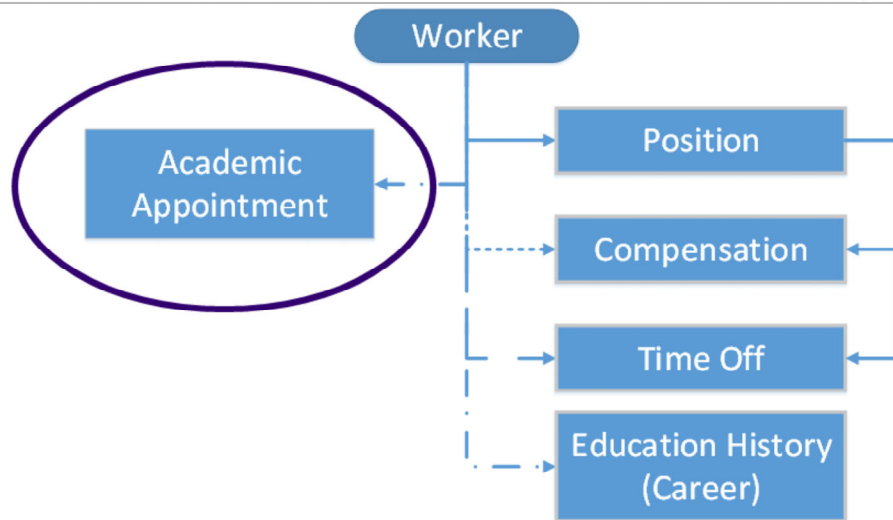 Worker
Academic
Appointment
Position
Compensation
Time Off
Education History
(Career)